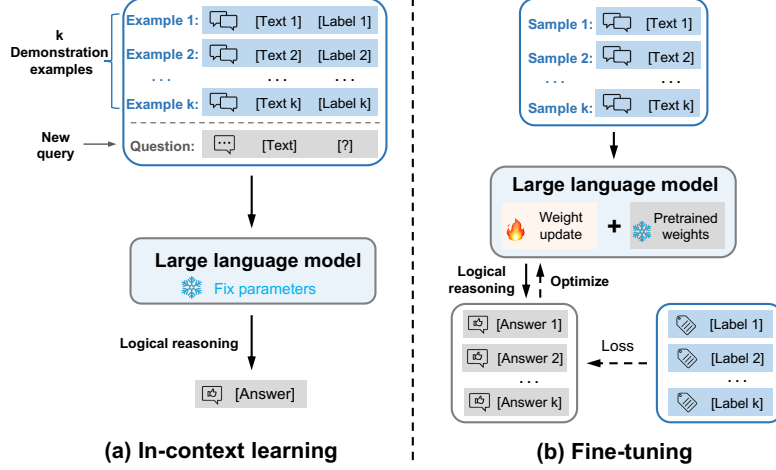 k
Demonstration
examples
Example 1: [Text 1] [Label 1]
Example 2: [Text 2] [Label 2]
... ... ...
Example k: [Text k] [Label k]
New
query
Question: [Text] [?]
Large language model
Fix parameters
Logical reasoning
[Answer]
(a) In-context learning
Sample 1: [Text 1]
Sample 2: [Text 2]
... ...
Sample k: [Text k]
Large language model
Weight
update
+
Pretrained
weights
Logical
reasoning
Optimize
[Answer 1]
[Answer 2]
...
[Answer k]
Loss
[Label 1]
[Label 2]
...
[Label k]
(b) Fine-tuning